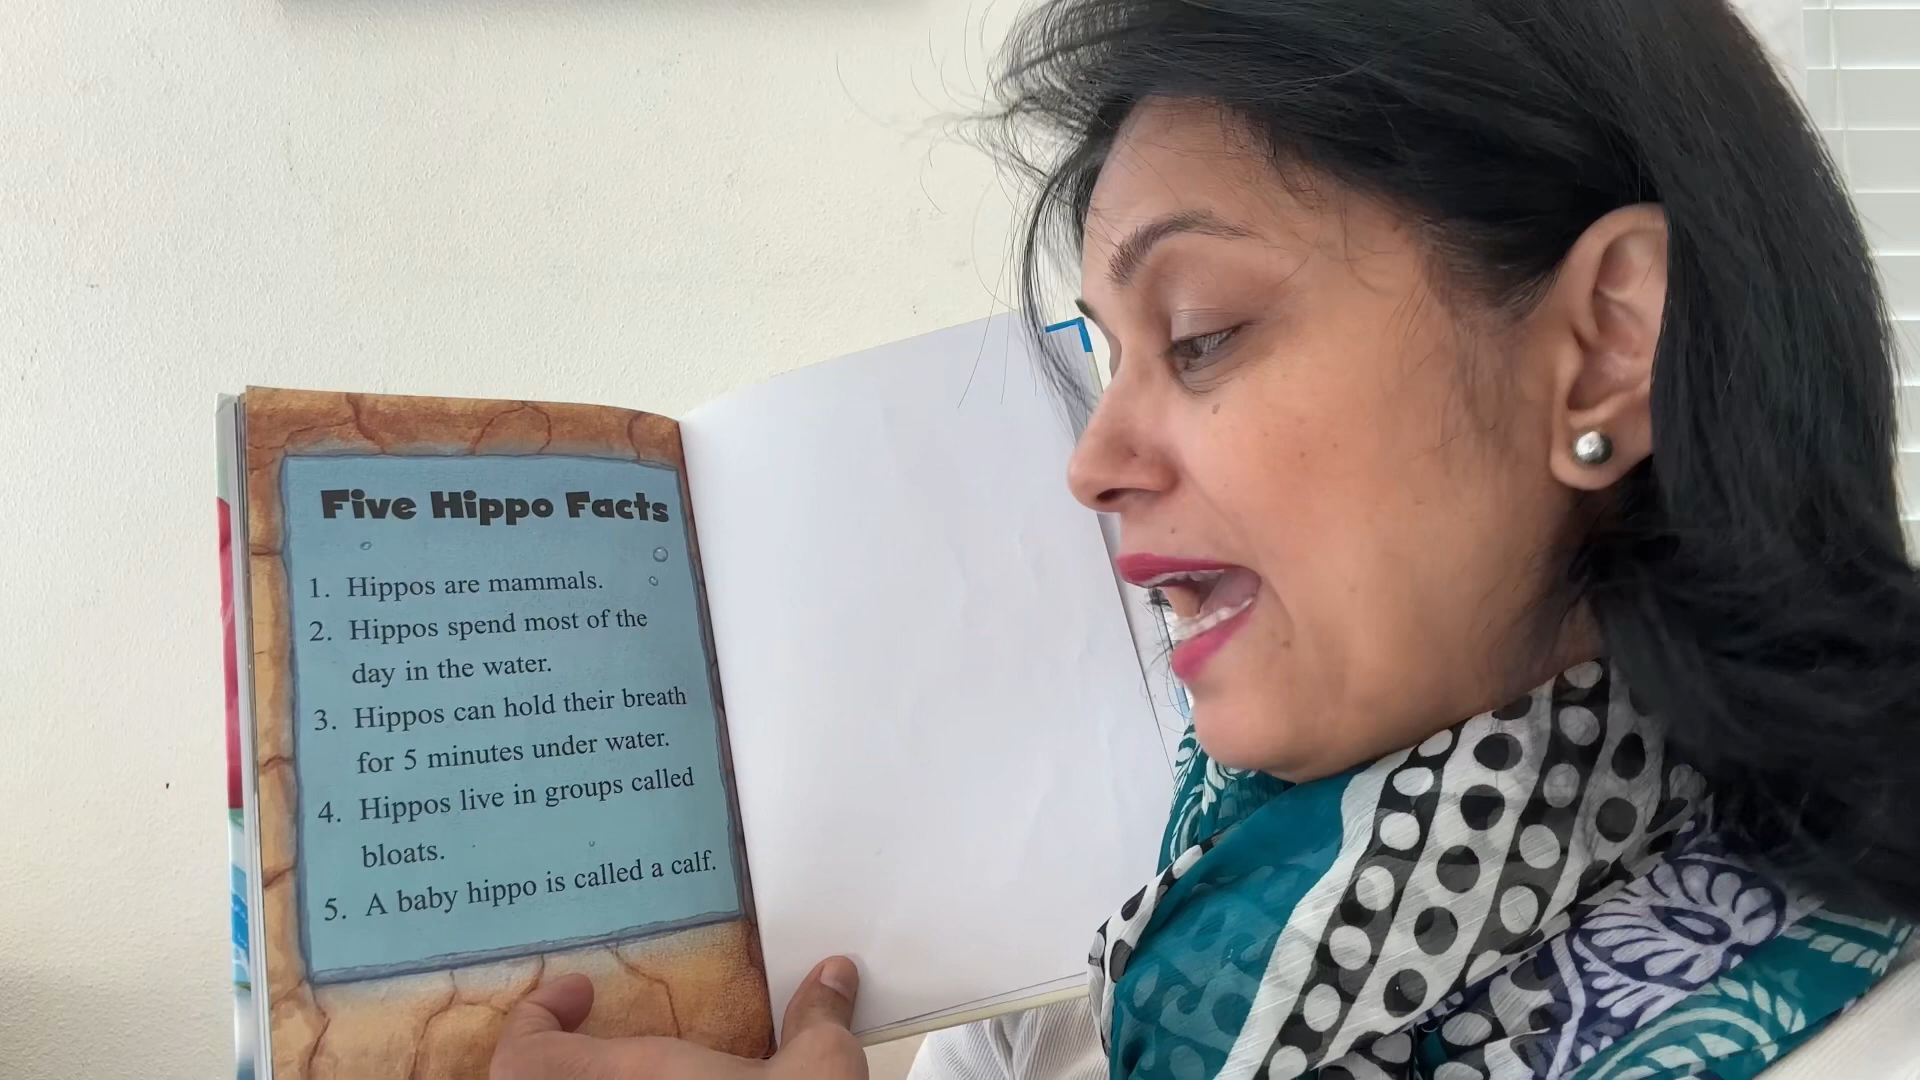 Five Hippo Facts
1. Hippos are mammals.
2. Hippos spend most of the
day in the water.
3. Hippos can hold their breath
for 5 minutes under water.
4. Hippos live in groups called
bloats.
5. A baby hippo is called a calf.